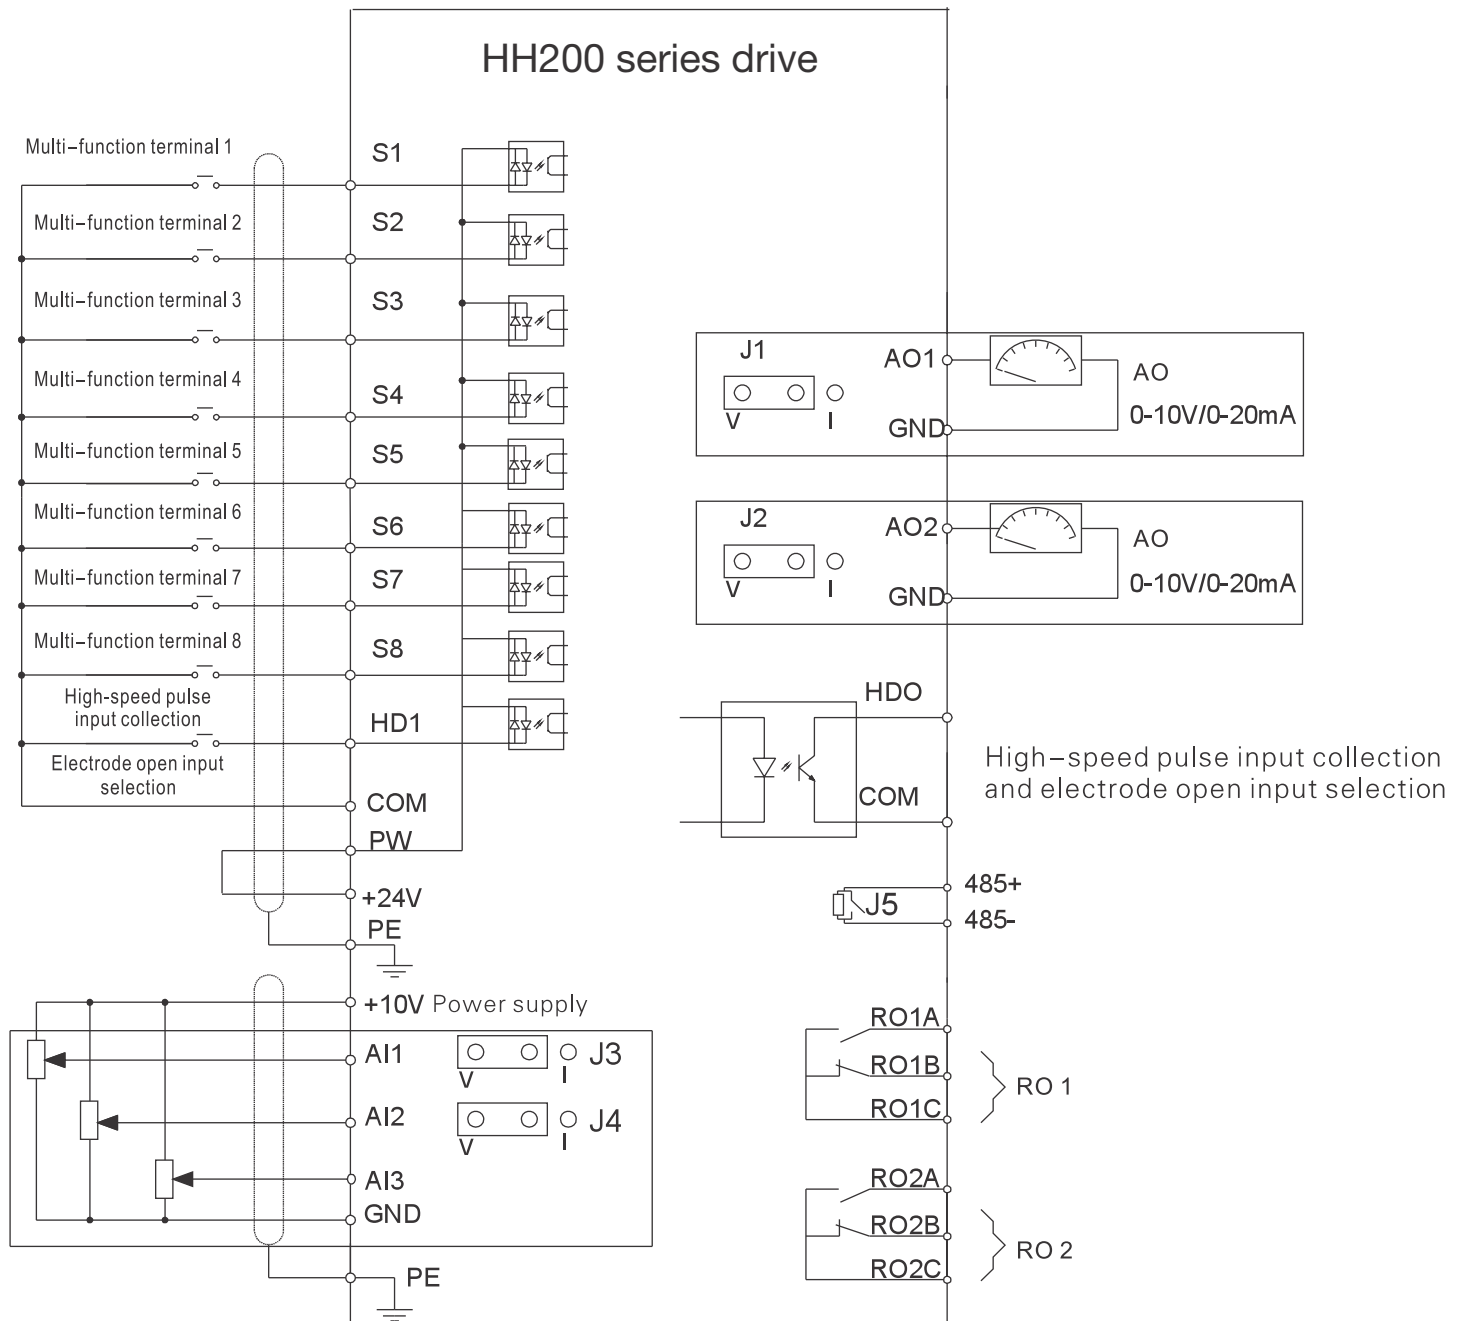 HH200 series drive
Multi–function terminal 1
S1
Multi–function terminal 2
S2
Multi–function terminal 3
S3
Multi–function terminal 4
S4
Multi–function terminal 5
S5
Multi–function terminal 6
S6
Multi–function terminal 7
S7
Multi–function terminal 8
S8
High-speed pulse
input collection
HD1
Electrode open input
selection
COM
PW
+24V
PE
+10V Power supply
AI1
V
I
J3
AI2
V
I
J4
AI3
GND
PE
J1
V
I
AO1
GND
AO
0-10V/0-20mA
J2
V
I
AO2
GND
AO
0-10V/0-20mA
HDO
COM
High–speed pulse input collection
and electrode open input selection
J5
485+
485-
RO1A
RO1B
RO1C
RO 1
RO2A
RO2B
RO2C
RO 2